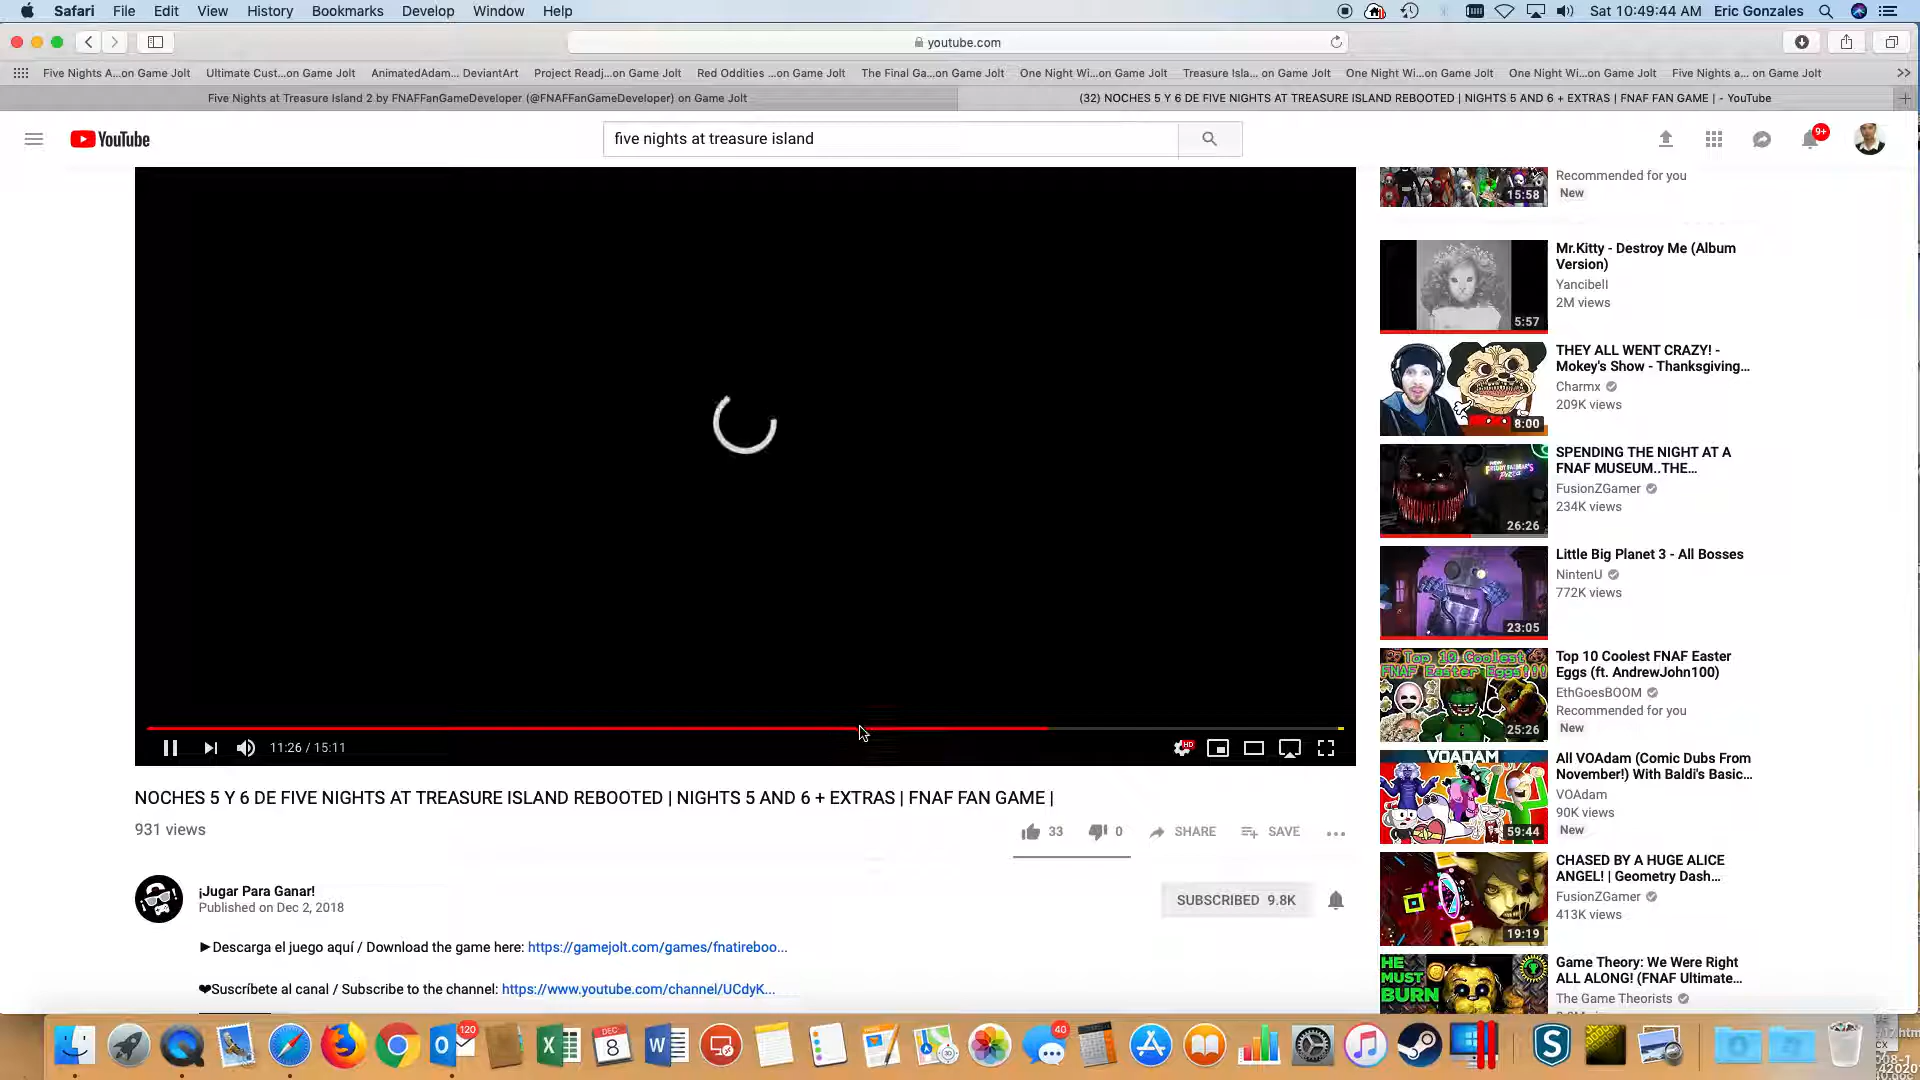 Safari File Edit View History Bookmarks Develop Window Help
Sat 10:49:44 AM Eric Gonzales
youtube.com
Five Nights A...on Game Jolt Ultimate Cust...on Game Jolt AnimatedAdam... DeviantArt Project Readj...on Game Jolt Red Oddities ...on Game Jolt The Final Ga...on Game Jolt One Night Wi...on Game Jolt Treasure Isla... on Game Jolt One Night Wi...on Game Jolt One Night Wi...on Game Jolt Five Nights a... on Game Jolt
Five Nights at Treasure Island 2 by FNAFFanGameDeveloper (@FNAFFanGameDeveloper) on Game Jolt
(32) NOCHES 5 Y 6 DE FIVE NIGHTS AT TREASURE ISLAND REBOOTED | NIGHTS 5 AND 6 + EXTRAS | FNAF FAN GAME | - YouTube
YouTube
five nights at treasure island
9+
11:26 / 15:11
HD
NOCHES 5 Y 6 DE FIVE NIGHTS AT TREASURE ISLAND REBOOTED | NIGHTS 5 AND 6 + EXTRAS | FNAF FAN GAME |
931 views
33 0 SHARE SAVE
¡Jugar Para Ganar!
Published on Dec 2, 2018
SUBSCRIBED 9.8K
►Descarga el juego aquí / Download the game here: https://gamejolt.com/games/fnatireboo...
❤Suscríbete al canal / Subscribe to the channel: https://www.youtube.com/channel/UCdyK...
15:58
Recommended for you
New
5:57
Mr.Kitty - Destroy Me (Album
Version)
Yancibell
2M views
8:00
THEY ALL WENT CRAZY! -
Mokey's Show - Thanksgiving...
Charmx
209K views
26:26
SPENDING THE NIGHT AT A
FNAF MUSEUM..THE...
FusionZGamer
234K views
23:05
Little Big Planet 3 - All Bosses
NintenU
772K views
Top 10 Coolest
FNAF Easter Eggs!!!
25:26
Top 10 Coolest FNAF Easter
Eggs (ft. AndrewJohn100)
EthGoesBOOM
Recommended for you
New
VOADAM
59:44
All VOAdam (Comic Dubs From
November!) With Baldi's Basic...
VOAdam
90K views
New
19:19
CHASED BY A HUGE ALICE
ANGEL! | Geometry Dash...
FusionZGamer
413K views
HE
MUST
BURN
Game Theory: We Were Right
ALL ALONG! (FNAF Ultimate...
The Game Theorists
120
DEC
8
40